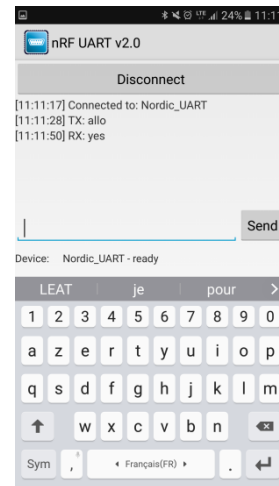 24% 11:11
nRF UART v2.0
Disconnect
[11:11:17] Connected to: Nordic_UART
[11:11:28] TX: allo
[11:11:50] RX: yes
Send
Device: Nordic_UART - ready
LEAT je pour
1 2 3 4 5 6 7 8 9 0
a z e r t y u i o p
q s d f g h j k l m
w x c v b n
Sym , Français(FR) .